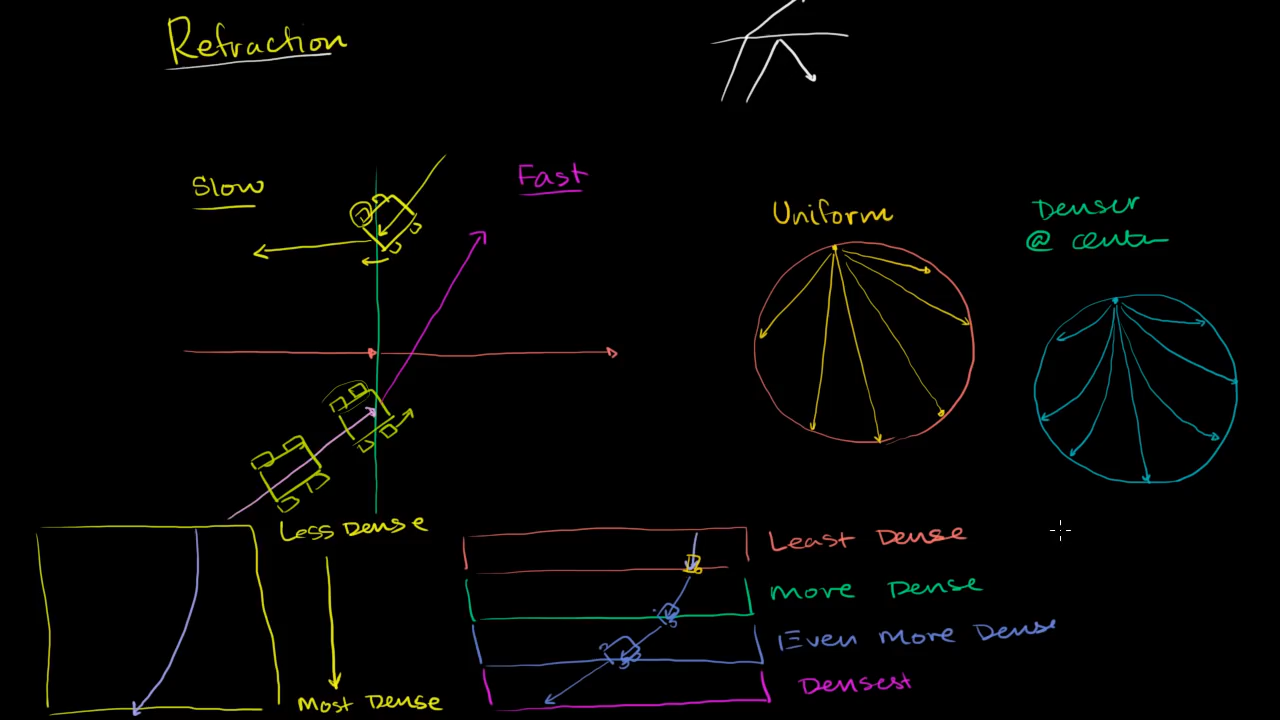 Refraction
Slow
Fast
Uniform
Denser
@ center
Less Dense
Most Dense
Least Dense
More Dense
Even More Dense
Densest